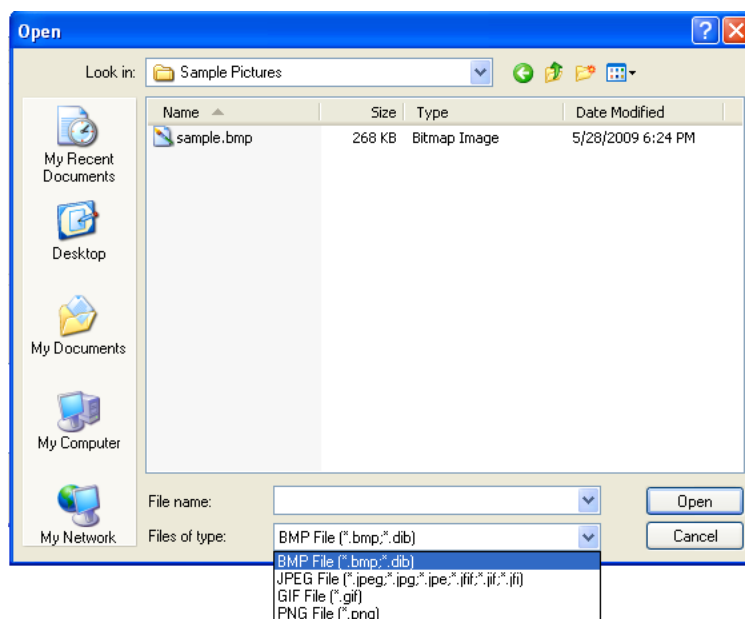 Open
Look in: Sample Pictures
Name Size Type Date Modified
sample.bmp 268 KB Bitmap Image 5/28/2009 6:24 PM
My Recent
Documents
Desktop
My Documents
My Computer
My Network
File name: Open
Files of type: BMP File (*.bmp;*.dib) Cancel
BMP File (*.bmp;*.dib)
JPEG File (*.jpeg;*.jpg;*.jpe;*.jfif;*.jif;*.jfi)
GIF File (*.gif)
PNG File (*.png)